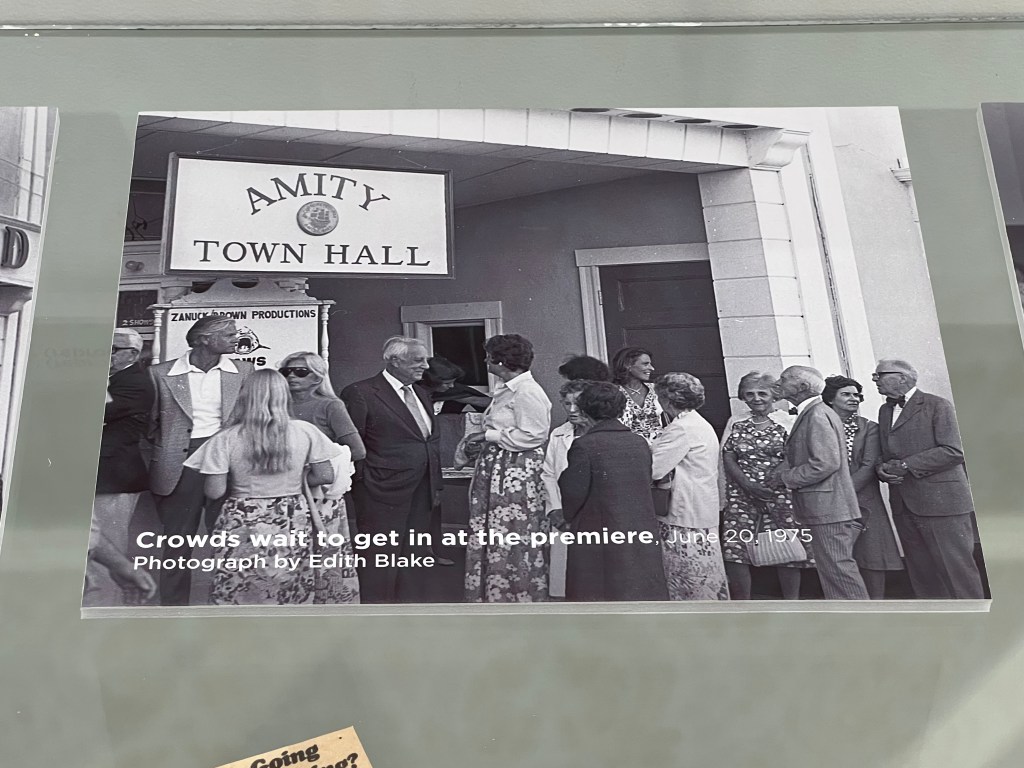 AMITY
TOWN HALL
ZANUCK BROWN PRODUCTIONS
WS
D
Crowds wait to get in at the premiere, June 20, 1975
Photograph by Edith Blake
Going